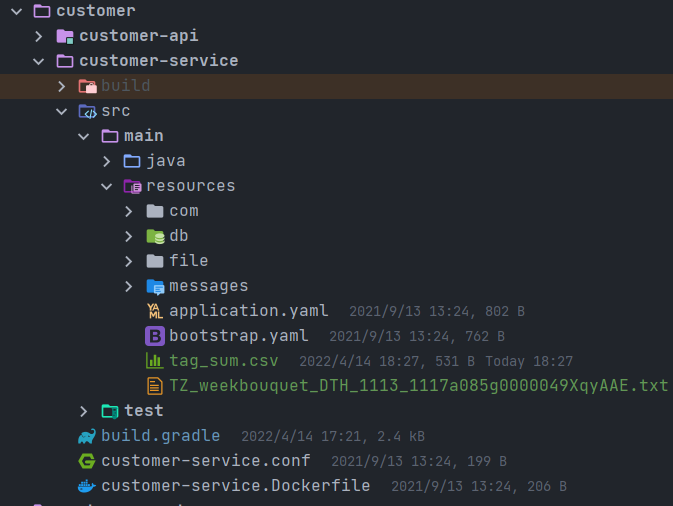 customer
customer-api
customer-service
build
src
main
java
resources
com
db
file
messages
YAML application.yaml 2021/9/13 13:24, 802 B
B bootstrap.yaml 2021/9/13 13:24, 762 B
tag_sum.csv 2022/4/14 18:27, 531 B Today 18:27
TZ_weekbouquet_DTH_1113_1117a085g0000049XqyAAE.txt
test
build.gradle 2022/4/14 17:21, 2.4 kB
customer-service.conf 2021/9/13 13:24, 199 B
customer-service.Dockerfile 2021/9/13 13:24, 206 B